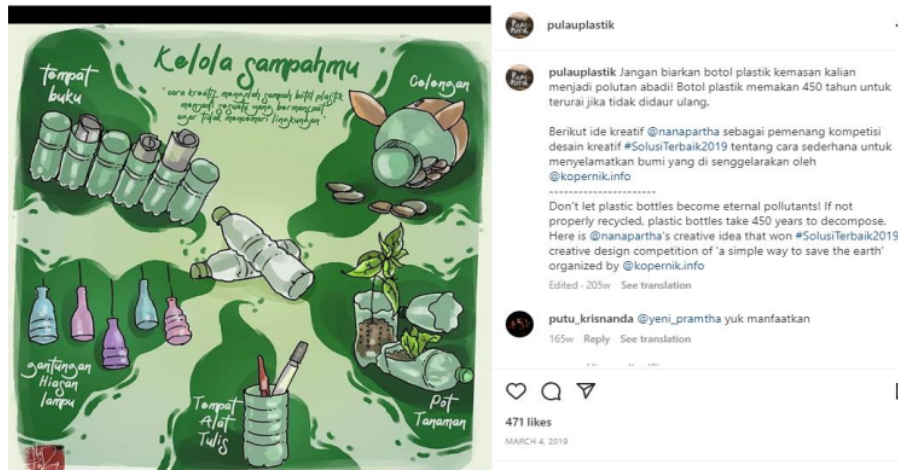 Kelola sampahmu
"cara kreatif mengolah sampah botol plastik
menjadi sesuatu yang bermanfaat
agar tidak mencemari lingkungan"
Tempat
buku
Celengan
gantungan
Hiasan
lampu
Tempat
Alat
Tulis
Pot
Tanaman
pulauplastik
pulauplastik Jangan biarkan botol plastik kemasan kalian
menjadi polutan abadi! Botol plastik memakan 450 tahun untuk
terurai jika tidak didaur ulang.
Berikut ide kreatif @nanapartha sebagai pemenang kompetisi
desain kreatif #SolusiTerbaik2019 tentang cara sederhana untuk
menyelamatkan bumi yang di senggelarakan oleh
@kopernik.info
----------------------
Don't let plastic bottles become eternal pollutants! If not
properly recycled, plastic bottles take 450 years to decompose.
Here is @nanapartha's creative idea that won #SolusiTerbaik2019
creative design competition of 'a simple way to save the earth'
organized by @kopernik.info
Edited · 205w See translation
putu_krisnanda @yeni_pramtha yuk manfaatkan
165w Reply See translation
471 likes
MARCH 4, 2019